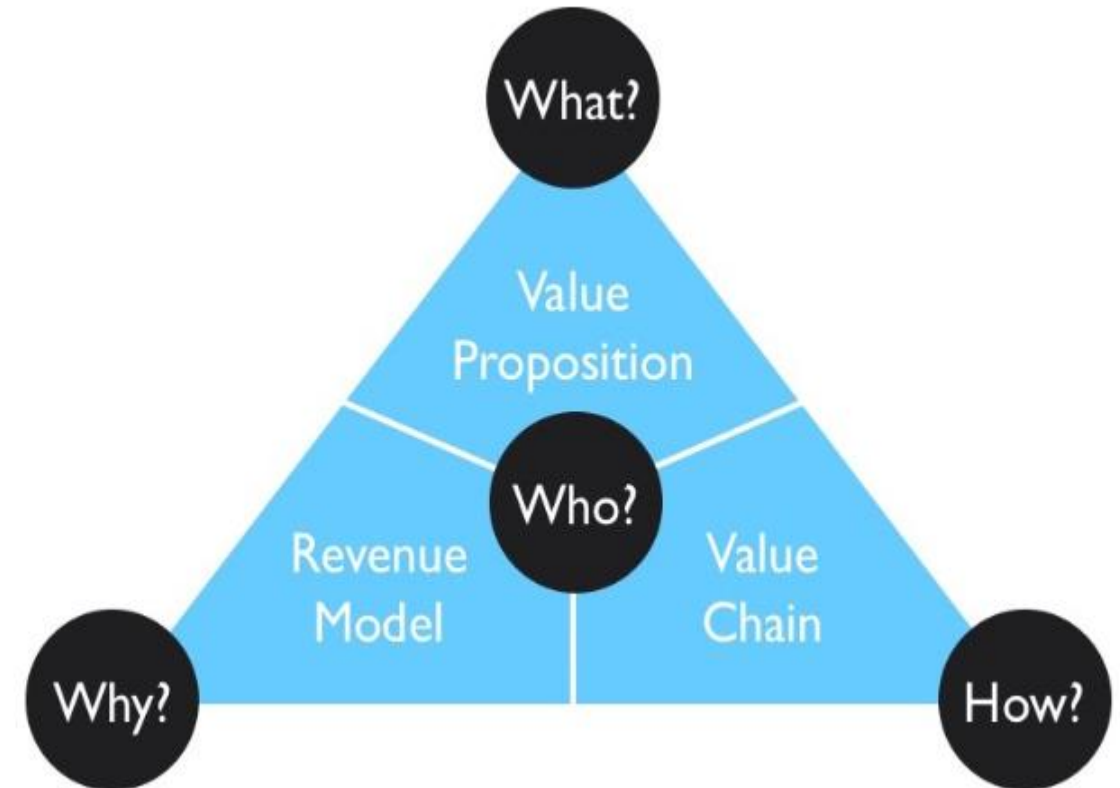 What?
Value
Proposition
Who?
Revenue
Model
Value
Chain
Why?
How?